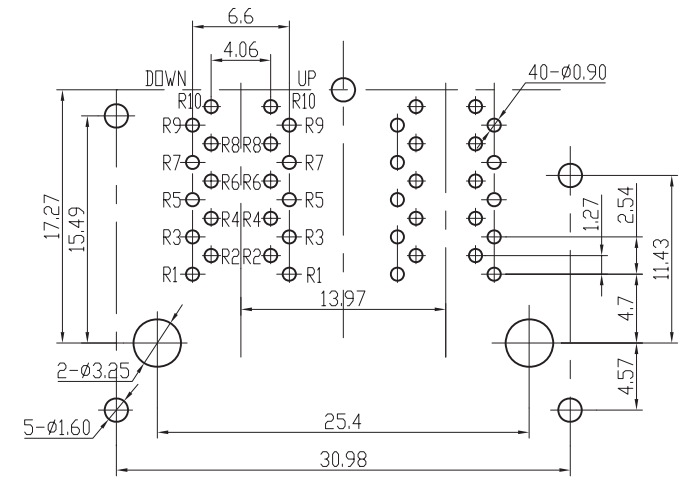 6.6
4.06
DOWN UP
40-Ø0.90
R10 R10
R9 R9
R8 R8
R7 R7
R6 R6
R5 R5
R4 R4
R3 R3
R2 R2
R1 R1
17.27
15.49
1.27
2.54
11.43
13.97
4.7
2-Ø3.25
4.57
5-Ø1.60
25.4
30.98